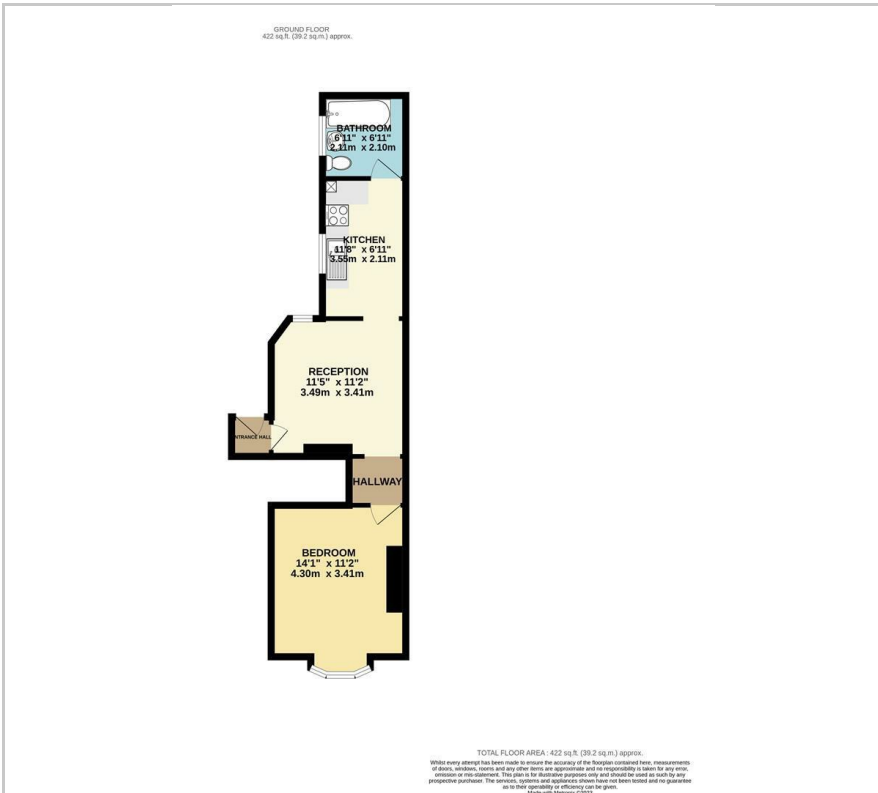 GROUND FLOOR
422 sq.ft. (39.2 sq.m.) approx.
BATHROOM
6'11" x 6'11"
2.11m x 2.10m
KITCHEN
11'8" x 6'11"
3.55m x 2.11m
RECEPTION
11'5" x 11'2"
3.49m x 3.41m
NTRANCE HALL
HALLWAY
BEDROOM
14'1" x 11'2"
4.30m x 3.41m
TOTAL FLOOR AREA : 422 sq.ft. (39.2 sq.m.) approx.
Whilst every attempt has been made to ensure the accuracy of the floorplan contained here, measurements
of doors, windows, rooms and any other items are approximate and no responsibility is taken for any error,
omission or mis-statement. This plan is for illustrative purposes only and should be used as such by any
prospective purchaser. The services, systems and appliances shown have not been tested and no guarantee
as to their operability or efficiency can be given.
Made with Metropix ©2023